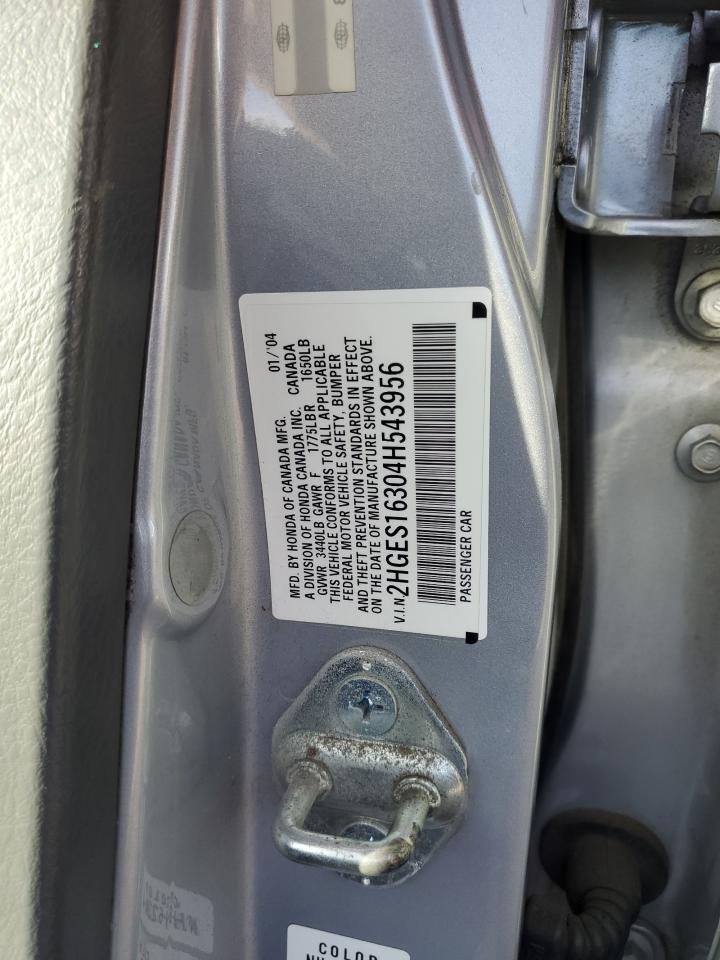 MFD. BY HONDA OF CANADA MFG. 01/'04
A DIVISION OF HONDA CANADA INC. CANADA
GVWR 3440LB GAWR F 1775LBR 1650LB
THIS VEHICLE CONFORMS TO ALL APPLICABLE
FEDERAL MOTOR VEHICLE SAFETY, BUMPER
AND THEFT PREVENTION STANDARDS IN EFFECT
ON THE DATE OF MANUFACTURE SHOWN ABOVE.
V.I.N. 2HGES16304H543956
PASSENGER CAR
COLOR